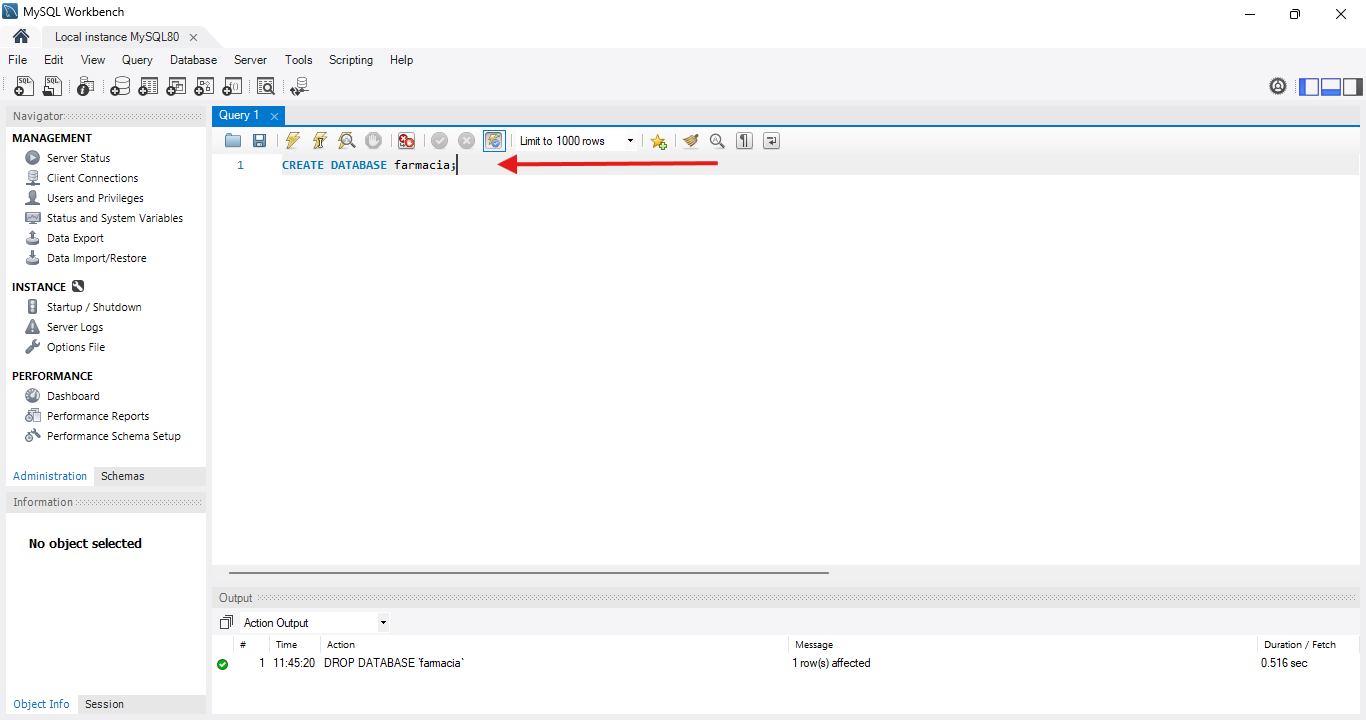 MySQL Workbench
Local instance MySQL80
File Edit View Query Database Server Tools Scripting Help
Navigator
MANAGEMENT
Server Status
Client Connections
Users and Privileges
Status and System Variables
Data Export
Data Import/Restore
INSTANCE
Startup / Shutdown
Server Logs
Options File
PERFORMANCE
Dashboard
Performance Reports
Performance Schema Setup
Administration Schemas
Information
No object selected
Object Info Session
Query 1
Limit to 1000 rows
1 CREATE DATABASE farmacia;
Output
Action Output
# Time Action Message Duration / Fetch
1 11:45:20 DROP DATABASE `farmacia` 1 row(s) affected 0.516 sec